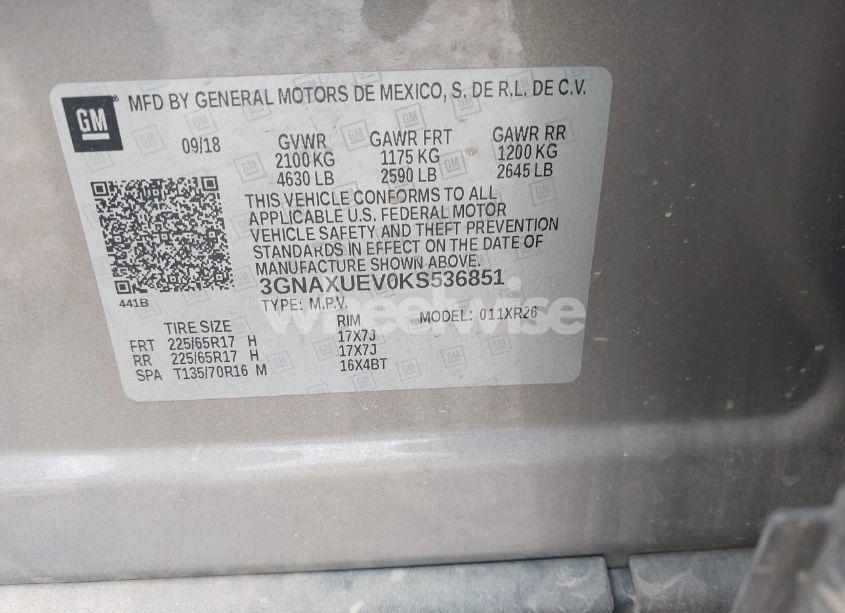 GM
MFD BY GENERAL MOTORS DE MEXICO, S. DE R.L. DE C.V.
09/18 GVWR GAWR FRT GAWR RR
2100 KG 1175 KG 1200 KG
4630 LB 2590 LB 2645 LB
THIS VEHICLE CONFORMS TO ALL
APPLICABLE U.S. FEDERAL MOTOR
VEHICLE SAFETY AND THEFT PREVENTION
STANDARDS IN EFFECT ON THE DATE OF
MANUFACTURE SHOWN ABOVE.
441B
3GNAXUEV0KS536851
TYPE: M.P.V. MODEL: 011XR26
TIRE SIZE RIM
FRT 225/65R17 H 17X7J
RR 225/65R17 H 17X7J
SPA T135/70R16 M 16X4BT
wheelwise